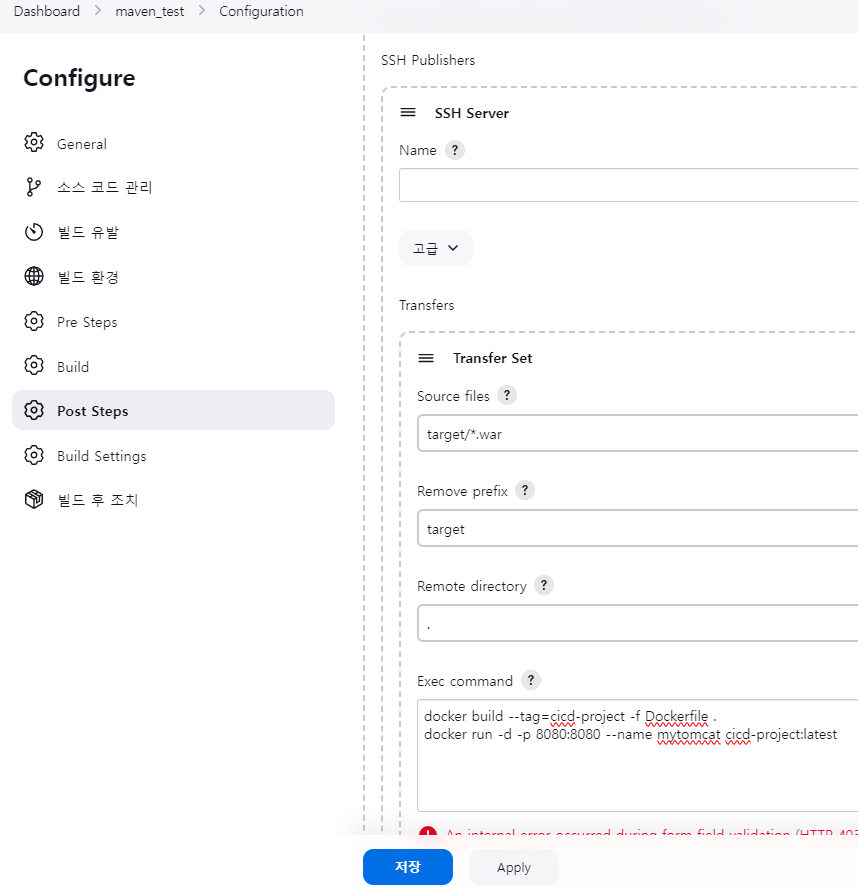 Dashboard > maven_test > Configuration
Configure
General
소스 코드 관리
빌드 유발
빌드 환경
Pre Steps
Build
Post Steps
Build Settings
빌드 후 조치
SSH Publishers
SSH Server
Name ?
고급
Transfers
Transfer Set
Source files ?
target/*.war
Remove prefix ?
target
Remote directory ?
.
Exec command ?
docker build --tag=cicd-project -f Dockerfile .
docker run -d -p 8080:8080 --name mytomcat cicd-project:latest
An internal error occurred during form field validation (HTTP 403
저장
Apply